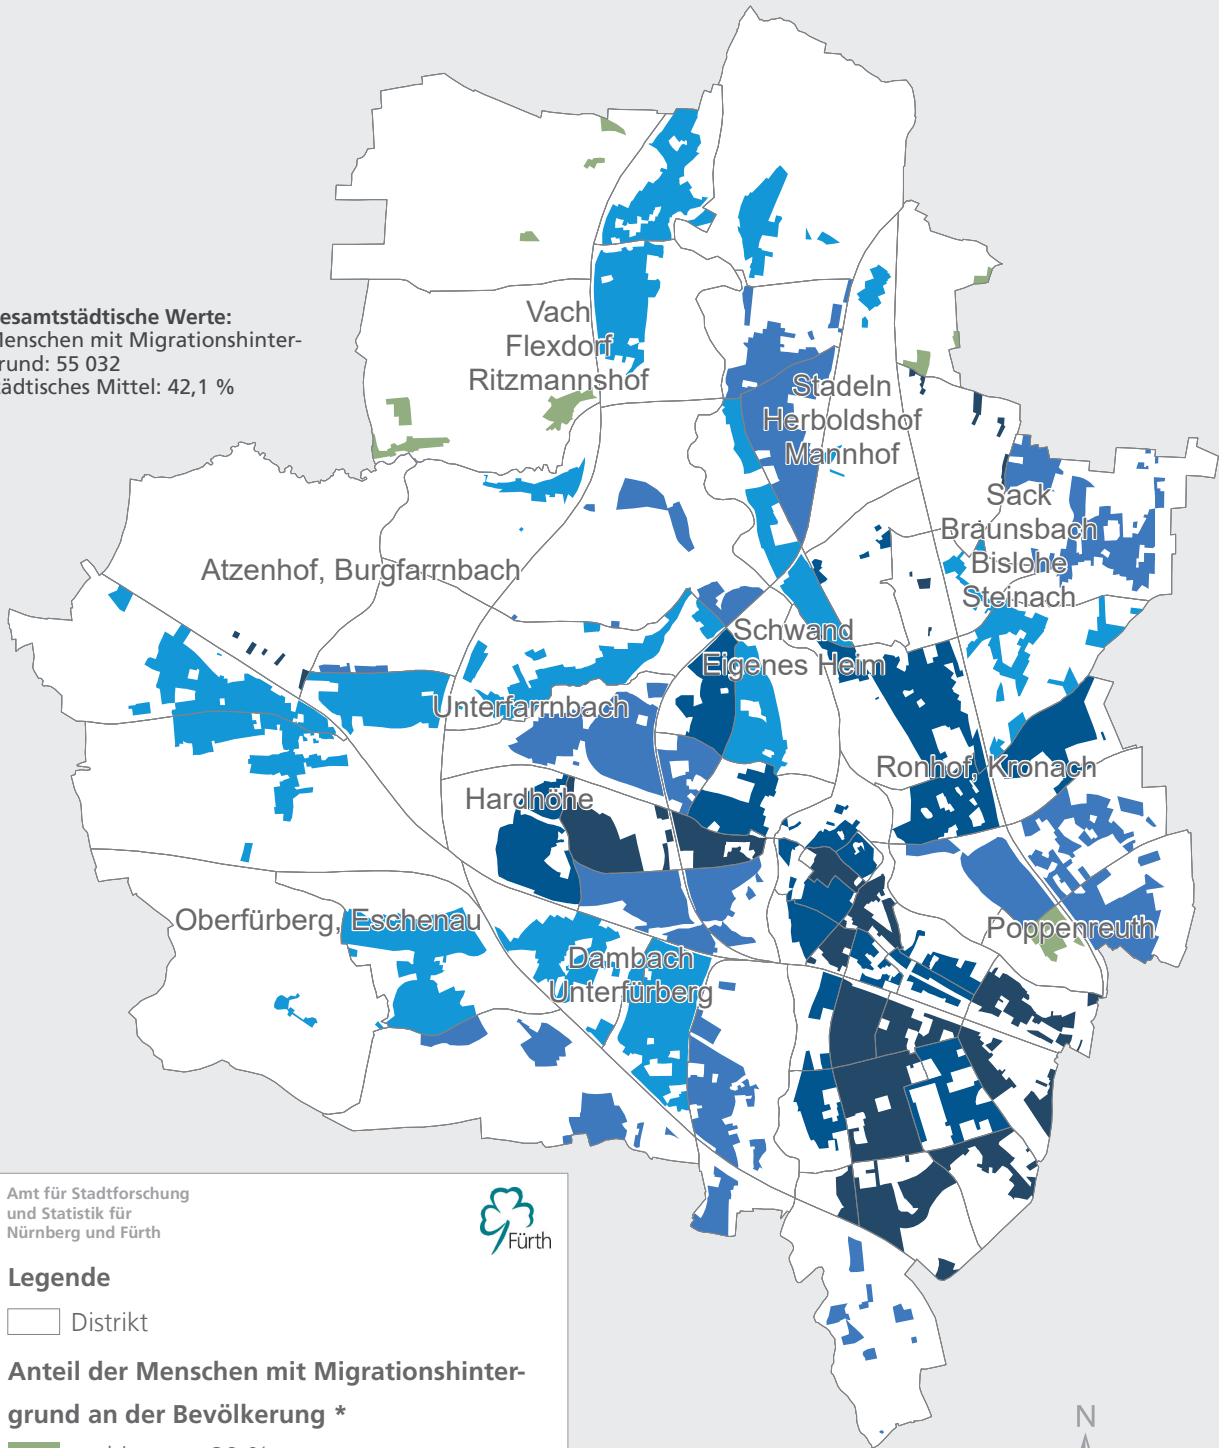 esamtstädtische Werte:
Menschen mit Migrationshinter-
rund: 55 032
tädtisches Mittel: 42,1 %
Vach
Flexdorf
Ritzmannshof
Stadeln
Herboldshof
Mannhof
Sack
Braunsbach
Bislohe
Steinach
Atzenhof, Burgfarrnbach
Schwand
Eigenes Heim
Unterfarrnbach
Ronhof, Kronach
Hardhöhe
Oberfürberg, Eschenau
Poppenreuth
Dambach
Unterfürberg
Amt für Stadtforschung
und Statistik für
Nürnberg und Fürth
Fürth
Legende
Distrikt
Anteil der Menschen mit Migrationshinter-
grund an der Bevölkerung *
N